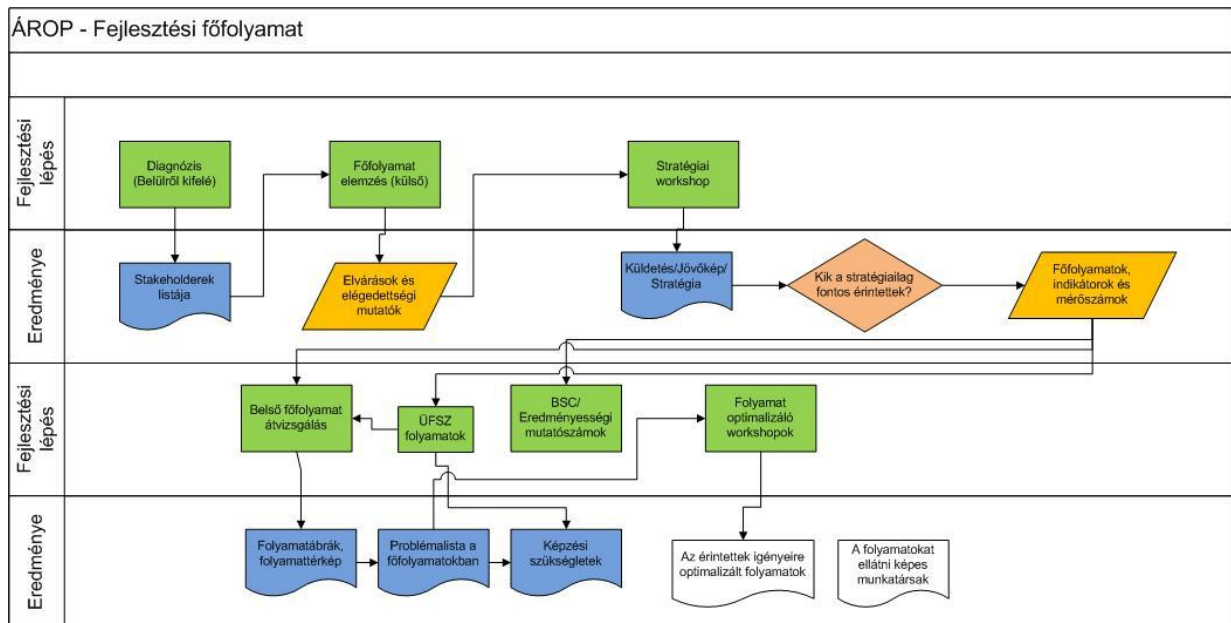 ÁROP - Fejlesztési főfolyamat
Fejlesztési
lépés
Diagnózis
(Belülről kifelé)
Főfolyamat
elemzés (külső)
Stratégiai
workshop
Eredménye
Stakeholderek
listája
Elvárások és
elégedettségi
mutatók
Küldetés/Jövőkép/
Stratégia
Kik a stratégiailag
fontos érintettek?
Főfolyamatok,
indikátorok és
mérőszámok
Fejlesztési
lépés
Belső főfolyamat
átvizsgálás
ÜFSZ
folyamatok
BSC/
Eredményességi
mutatószámok
Folyamat
optimalizáló
workshopok
Eredménye
Folyamatábrák,
folyamattérkép
Problémalista a
főfolyamatokban
Képzési
szükségletek
Az érintettek igényeire
optimalizált folyamatok
A folyamatokat
ellátni képes
munkatársak